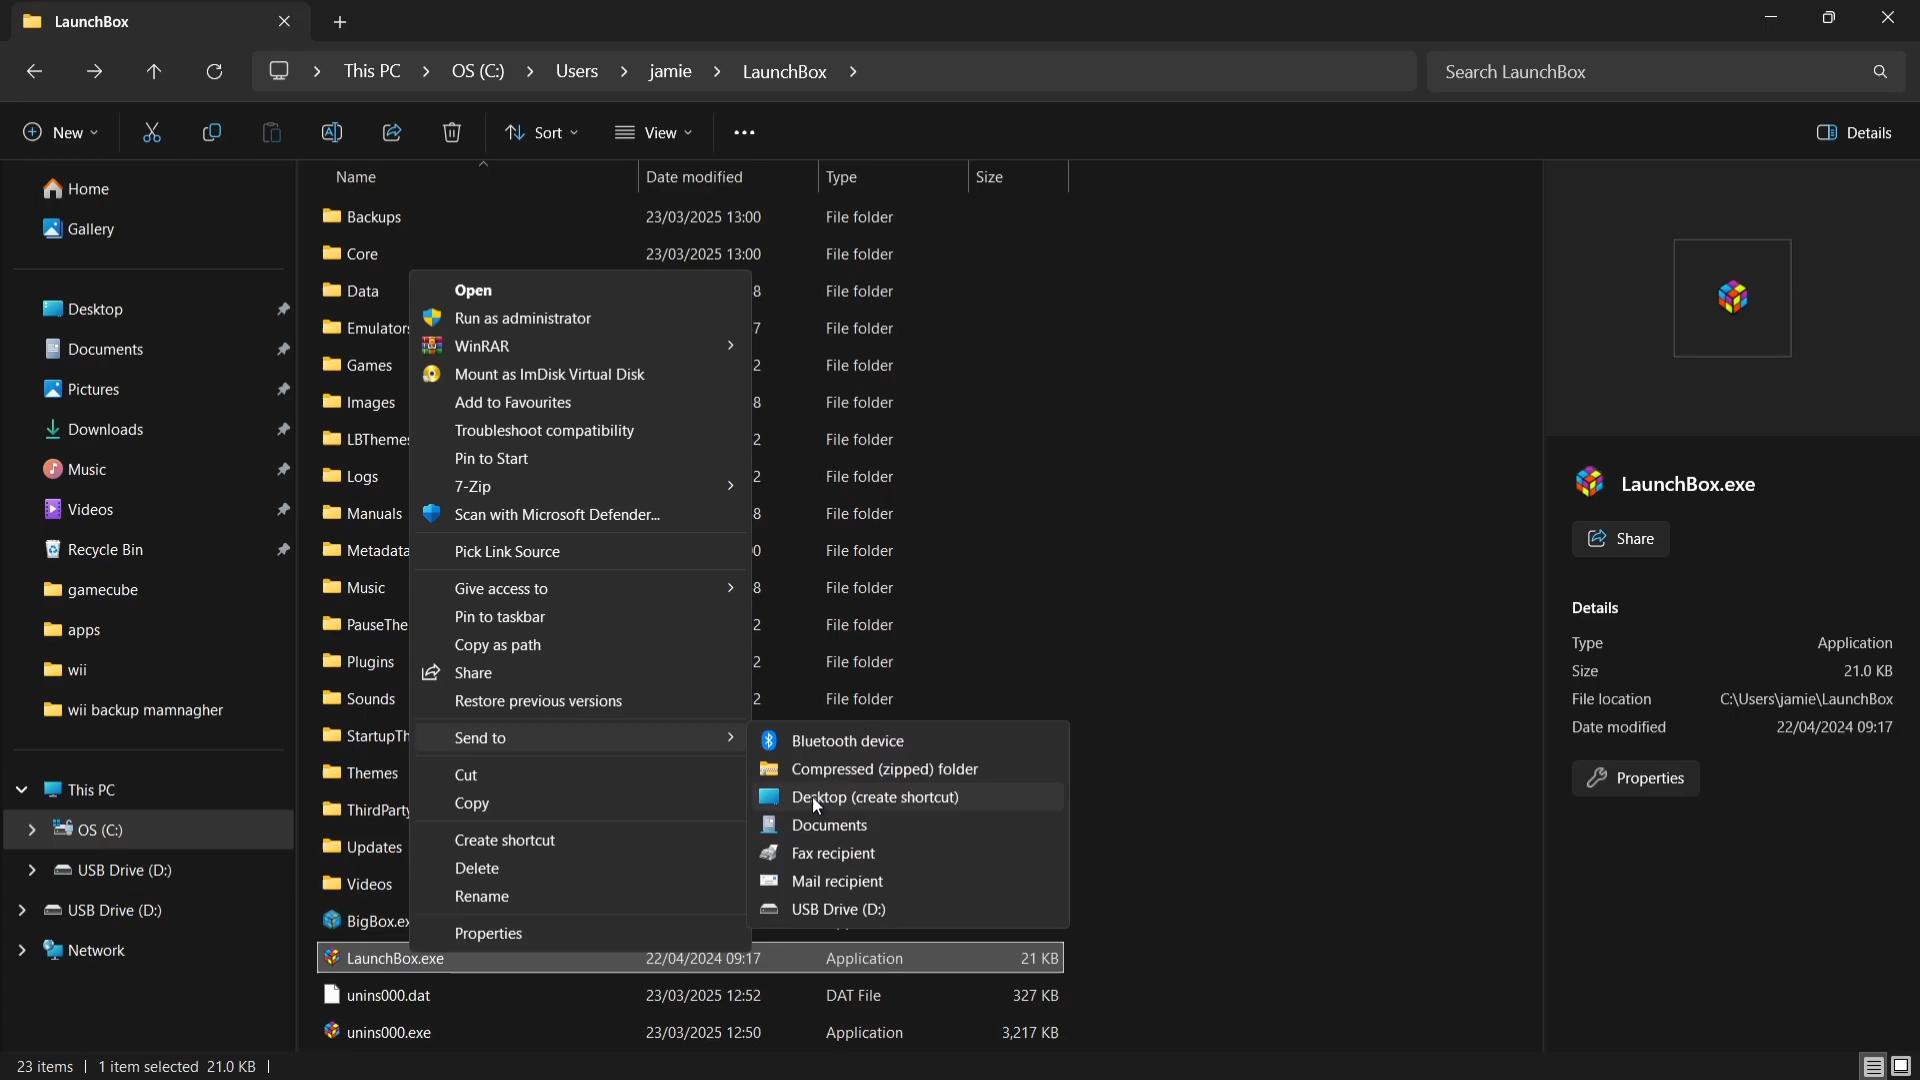 LaunchBox
This PC
OS (C:)
Users
jamie
LaunchBox
Search LaunchBox
New
Sort
View
Details
Home
Gallery
Desktop
Documents
Pictures
Downloads
Music
Videos
Recycle Bin
gamecube
apps
wii
wii backup mamnagher
This PC
OS (C:)
USB Drive (D:)
USB Drive (D:)
Network
Name Date modified Type Size
Backups 23/03/2025 13:00 File folder
Core 23/03/2025 13:00 File folder
Data 8 File folder
Emulators 7 File folder
Games 2 File folder
Images 8 File folder
LBThemes 2 File folder
Logs 2 File folder
Manuals 8 File folder
Metadata 0 File folder
Music 8 File folder
PauseThe 2 File folder
Plugins 2 File folder
Sounds 2 File folder
StartupTh
Themes
ThirdParty
Updates
Videos
BigBox.ex
LaunchBox.exe 22/04/2024 09:17 Application 21 KB
unins000.dat 23/03/2025 12:52 DAT File 327 KB
unins000.exe 23/03/2025 12:50 Application 3,217 KB
Open
Run as administrator
WinRAR
Mount as ImDisk Virtual Disk
Add to Favourites
Troubleshoot compatibility
Pin to Start
7-Zip
Scan with Microsoft Defender...
Pick Link Source
Give access to
Pin to taskbar
Copy as path
Share
Restore previous versions
Send to
Cut
Copy
Create shortcut
Delete
Rename
Properties
Bluetooth device
Compressed (zipped) folder
Desktop (create shortcut)
Documents
Fax recipient
Mail recipient
USB Drive (D:)
LaunchBox.exe
Share
Details
Type Application
Size 21.0 KB
File location C:\Users\jamie\LaunchBox
Date modified 22/04/2024 09:17
Properties
23 items
1 item selected 21.0 KB